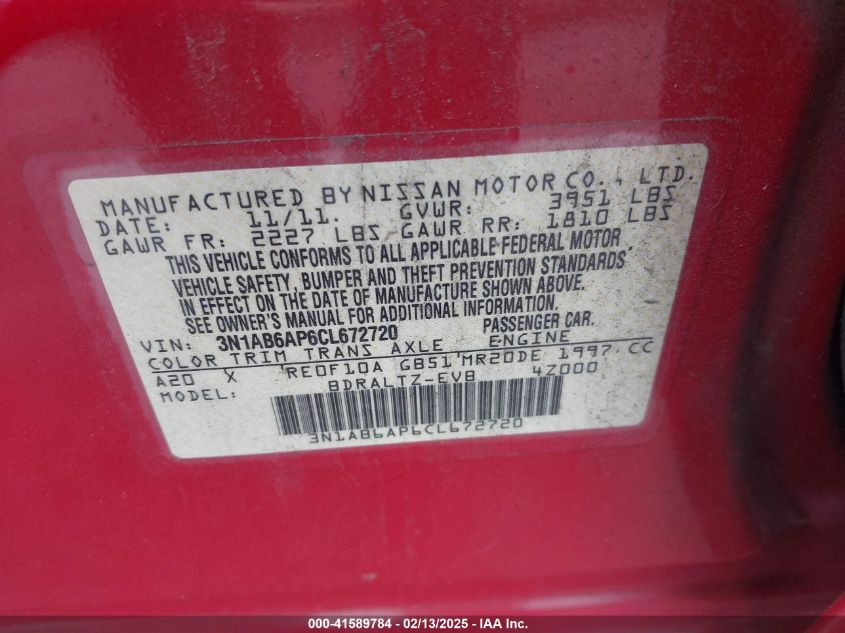 MANUFACTURED BY NISSAN MOTOR CO., LTD.
DATE: 11/11. GVWR: 3951 LBS
GAWR FR: 2227 LBS GAWR RR: 1810 LBS
THIS VEHICLE CONFORMS TO ALL APPLICABLE FEDERAL MOTOR
VEHICLE SAFETY, BUMPER AND THEFT PREVENTION STANDARDS
IN EFFECT ON THE DATE OF MANUFACTURE SHOWN ABOVE.
SEE OWNER'S MANUAL FOR ADDITIONAL INFORMATION.
VIN: 3N1AB6AP6CL672720 PASSENGER CAR.
COLOR TRIM TRANS AXLE ENGINE
A20 X RE0F10A GB51 MR20DE 1997 CC
MODEL: BDRALTZ-EVB 4Z000
3N1AB6AP6CL672720
000-41589784 - 02/13/2025 - IAA Inc.